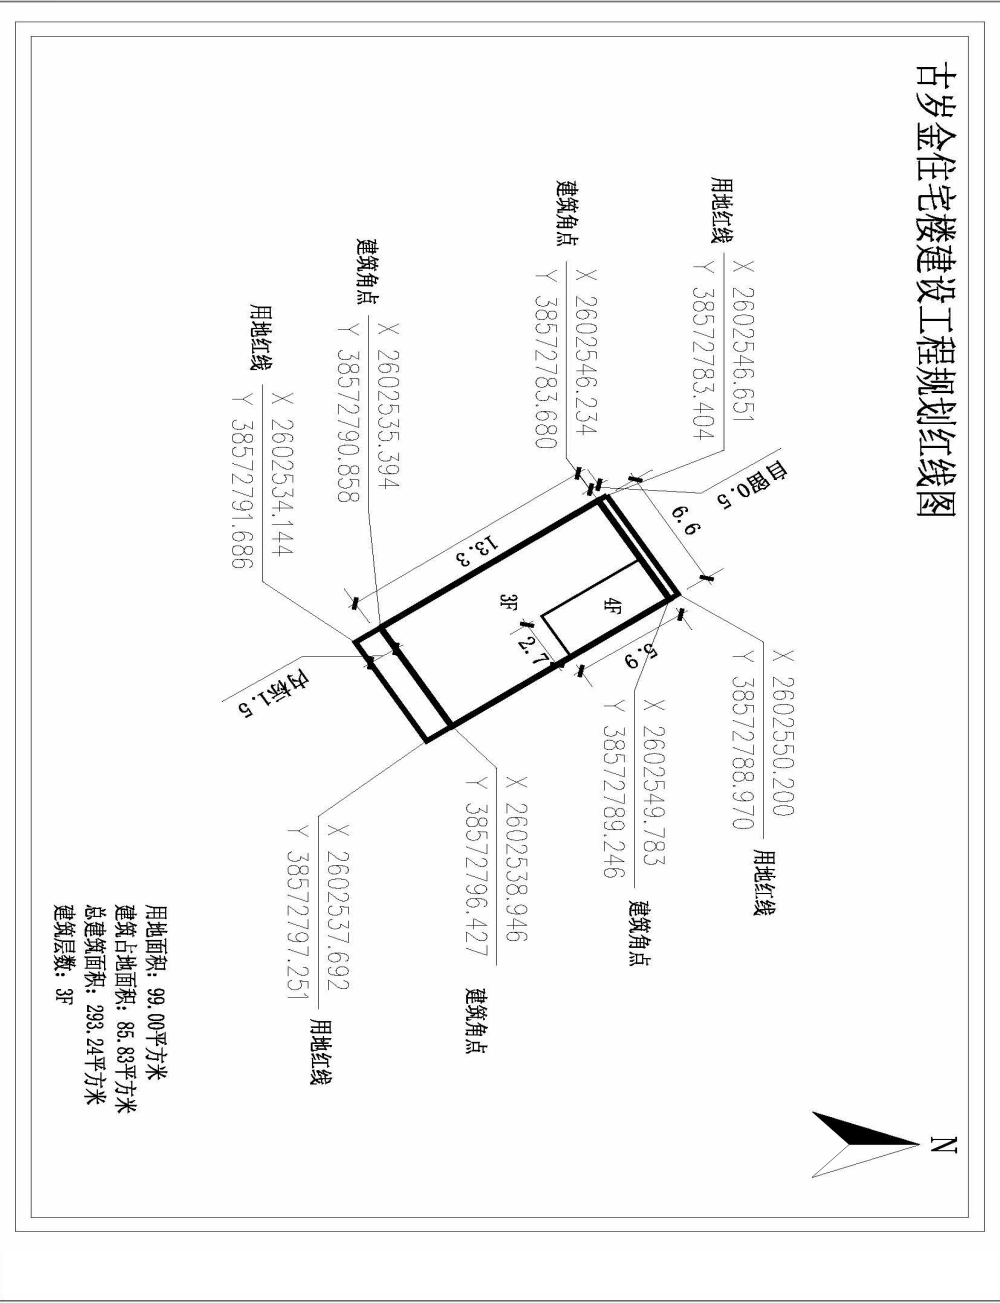 古岁金住宅楼建设工程规划红线图
N
用地红线
X 2602546.651
Y 38572783.404
建筑角点
X 2602546.234
Y 38572783.680
建筑角点
X 2602535.394
Y 38572790.858
用地红线
X 2602534.144
Y 38572791.686
自留0.5
6.6
13.3
4F
3F
2.7
5.9
内标1.5
X 2602550.200
Y 38572788.970
用地红线
X 2602549.783
Y 38572789.246
建筑角点
X 2602538.946
Y 38572796.427
建筑角点
X 2602537.692
Y 38572797.251
用地红线
用地面积: 99.00平方米
建筑占地面积: 85.83平方米
总建筑面积: 293.24平方米
建筑层数: 3F